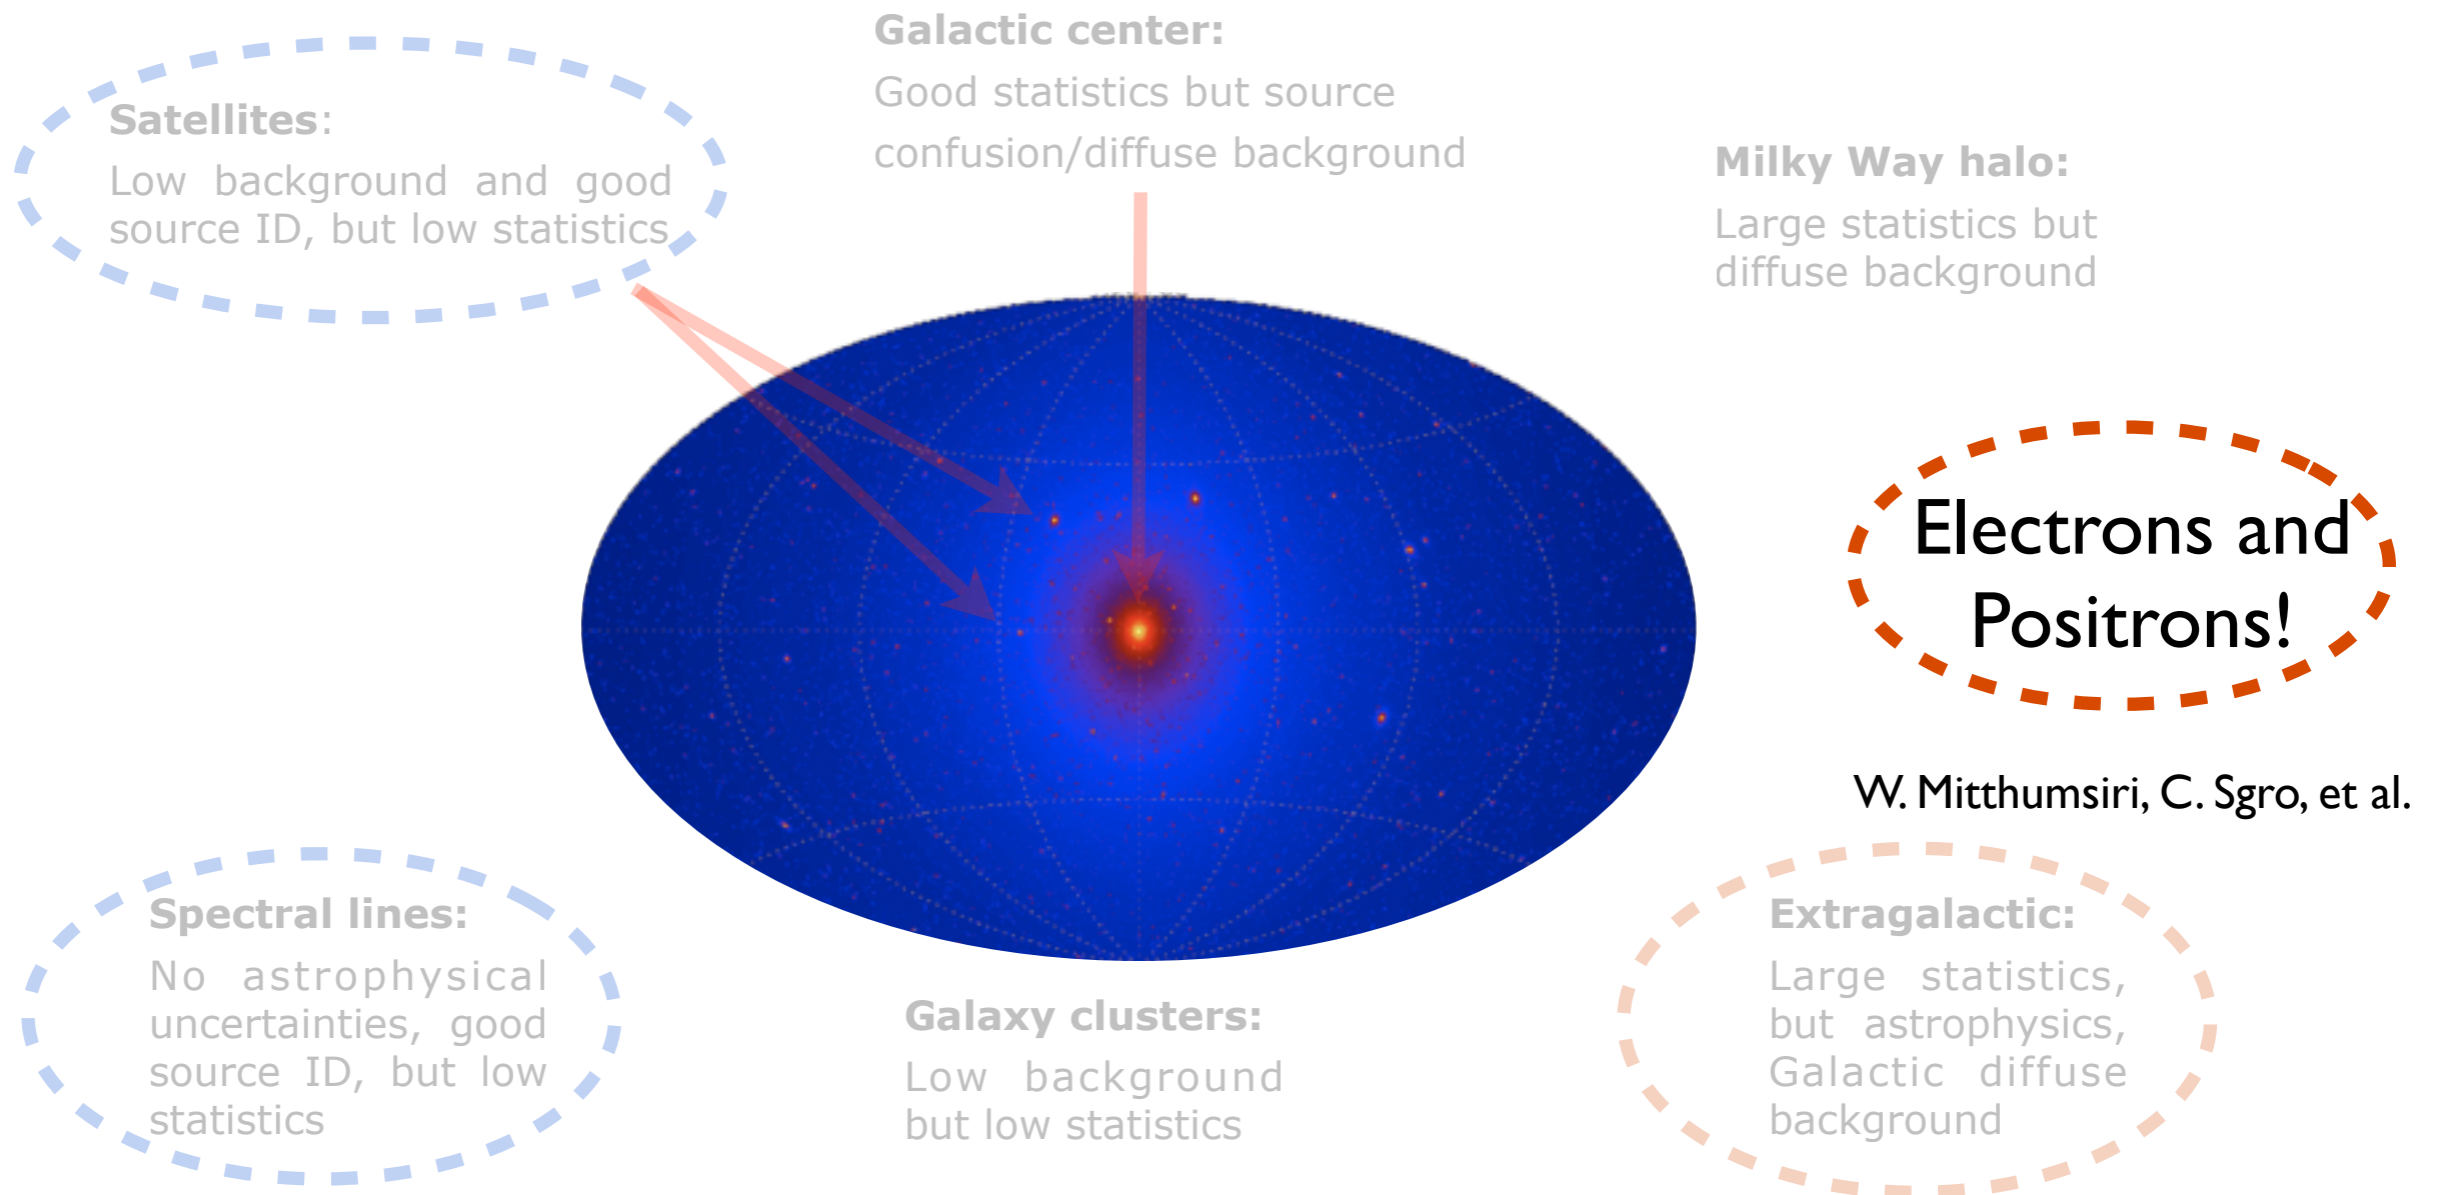 Galactic center:
Good statistics but source
confusion/diffuse background
Satellites:
Low background and good
source ID, but low statistics
Milky Way halo:
Large statistics but
diffuse background
Electrons and
Positrons!
W. Mitthumsiri, C. Sgro, et al.
Spectral lines:
No astrophysical
uncertainties, good
source ID, but low
statistics
Galaxy clusters:
Low background
but low statistics
Extragalactic:
Large statistics,
but astrophysics,
Galactic diffuse
background